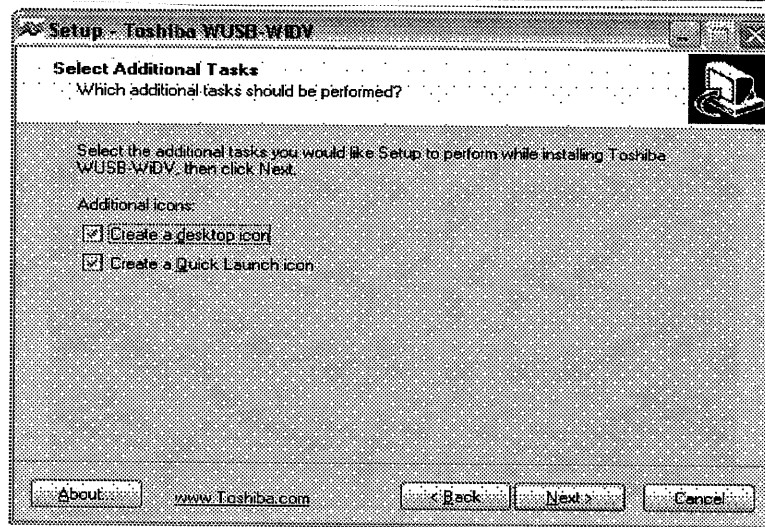 Setup - Toshiba WUSB-WIDV
Select Additional Tasks
Which additional tasks should be performed?
Select the additional tasks you would like Setup to perform while installing Toshiba
WUSB-WiDV, then click Next.
Additional icons:
Create a desktop icon
Create a Quick Launch icon
About
www.Toshiba.com
< Back
Next >
Cancel